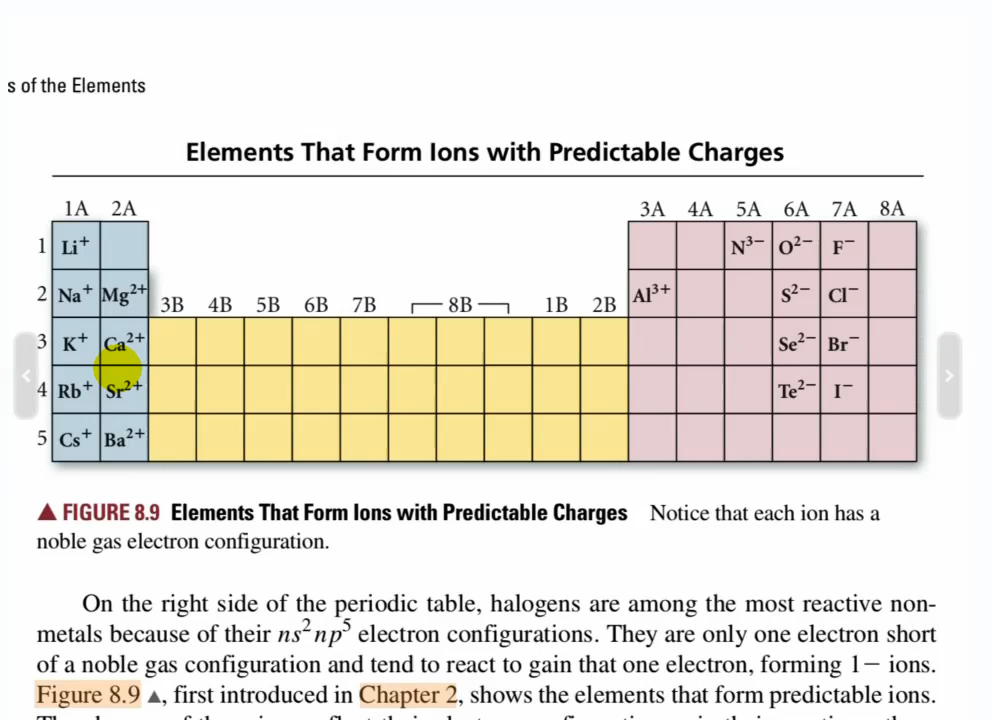 s of the Elements
Elements That Form Ions with Predictable Charges
1A 2A 3A 4A 5A 6A 7A 8A
1 Li⁺ N³⁻ O²⁻ F⁻
2 Na⁺ Mg²⁺ 3B 4B 5B 6B 7B 8B 1B 2B Al³⁺ S²⁻ Cl⁻
3 K⁺ Ca²⁺ Se²⁻ Br⁻
4 Rb⁺ Sr²⁺ Te²⁻ I⁻
5 Cs⁺ Ba²⁺
▲ FIGURE 8.9 Elements That Form Ions with Predictable Charges Notice that each ion has a
noble gas electron configuration.
On the right side of the periodic table, halogens are among the most reactive non-
metals because of their ns²np⁵ electron configurations. They are only one electron short
of a noble gas configuration and tend to react to gain that one electron, forming 1− ions.
Figure 8.9 ▲, first introduced in Chapter 2, shows the elements that form predictable ions.